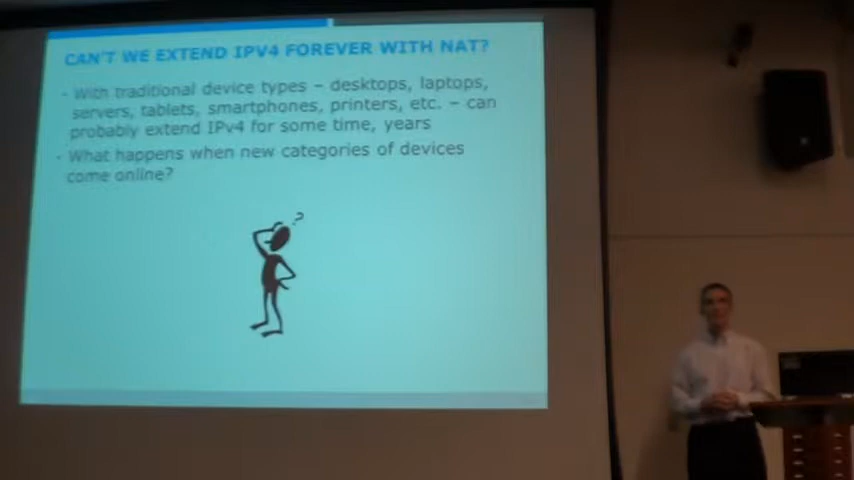 CAN'T WE EXTEND IPV4 FOREVER WITH NAT?
- With traditional device types – desktops, laptops,
servers, tablets, smartphones, printers, etc. – can
probably extend IPv4 for some time, years
- What happens when new categories of devices
come online?
?